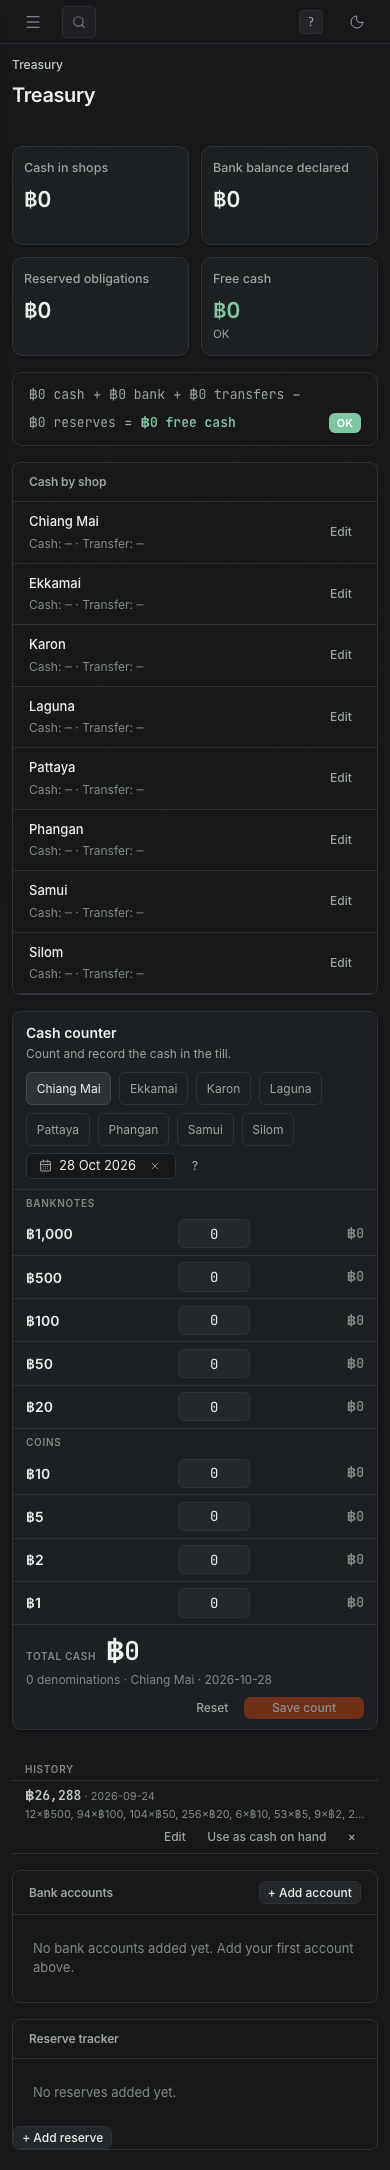 ?
Treasury
Treasury
Cash in shops
฿0
Bank balance declared
฿0
Reserved obligations
฿0
Free cash
฿0
OK
฿0 cash + ฿0 bank + ฿0 transfers −
฿0 reserves = ฿0 free cash
OK
Cash by shop
Chiang Mai
Cash: — · Transfer: —
Edit
Ekkamai
Cash: — · Transfer: —
Edit
Karon
Cash: — · Transfer: —
Edit
Laguna
Cash: — · Transfer: —
Edit
Pattaya
Cash: — · Transfer: —
Edit
Phangan
Cash: — · Transfer: —
Edit
Samui
Cash: — · Transfer: —
Edit
Silom
Cash: — · Transfer: —
Edit
Cash counter
Count and record the cash in the till.
Chiang Mai Ekkamai Karon Laguna
Pattaya Phangan Samui Silom
28 Oct 2026 × ?
BANKNOTES
฿1,000 0 ฿0
฿500 0 ฿0
฿100 0 ฿0
฿50 0 ฿0
฿20 0 ฿0
COINS
฿10 0 ฿0
฿5 0 ฿0
฿2 0 ฿0
฿1 0 ฿0
TOTAL CASH ฿0
0 denominations · Chiang Mai · 2026-10-28
Reset Save count
HISTORY
฿26,288 · 2026-09-24
12×฿500, 94×฿100, 104×฿50, 256×฿20, 6×฿10, 53×฿5, 9×฿2, 2...
Edit Use as cash on hand ×
Bank accounts
+ Add account
No bank accounts added yet. Add your first account
above.
Reserve tracker
No reserves added yet.
+ Add reserve